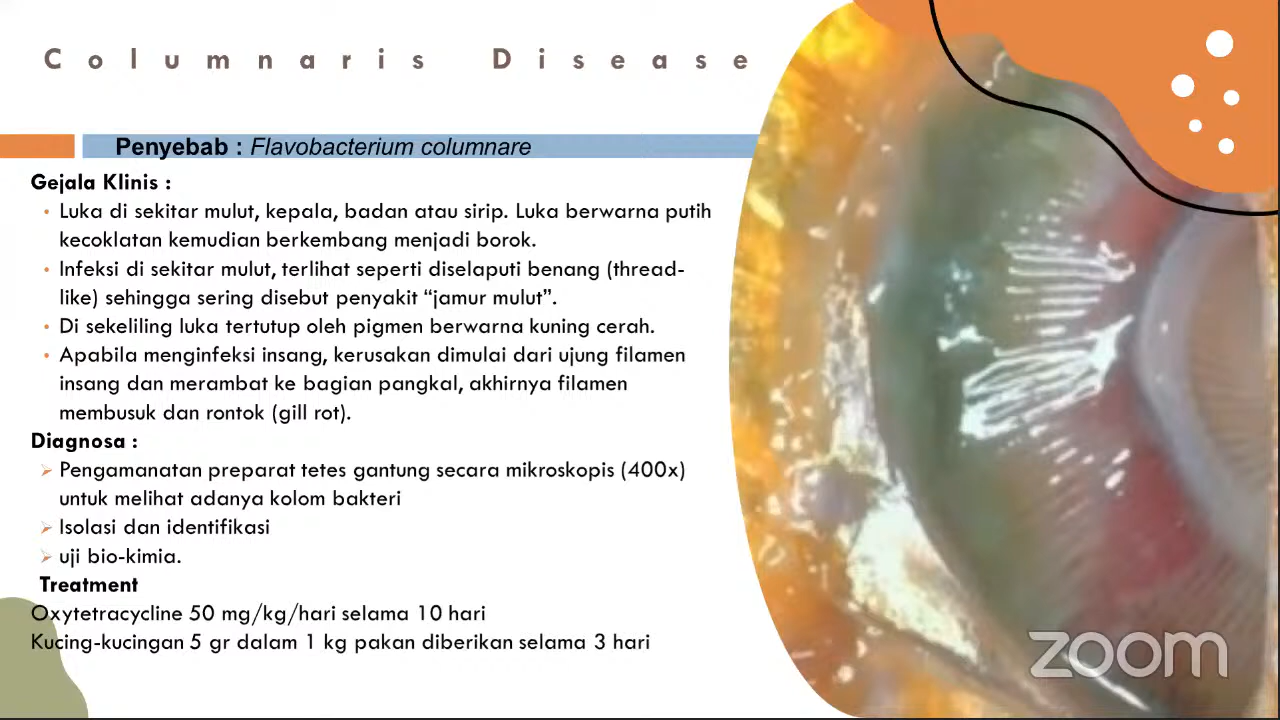 Columnaris Disease
Penyebab : Flavobacterium columnare
Gejala Klinis :
• Luka di sekitar mulut, kepala, badan atau sirip. Luka berwarna putih
kecoklatan kemudian berkembang menjadi borok.
• Infeksi di sekitar mulut, terlihat seperti diselaputi benang (thread-
like) sehingga sering disebut penyakit “jamur mulut”.
• Di sekeliling luka tertutup oleh pigmen berwarna kuning cerah.
• Apabila menginfeksi insang, kerusakan dimulai dari ujung filamen
insang dan merambat ke bagian pangkal, akhirnya filamen
membusuk dan rontok (gill rot).
Diagnosa :
➢ Pengamanatan preparat tetes gantung secara mikroskopis (400x)
untuk melihat adanya kolom bakteri
➢ Isolasi dan identifikasi
➢ uji bio-kimia.
Treatment
Oxytetracycline 50 mg/kg/hari selama 10 hari
Kucing-kucingan 5 gr dalam 1 kg pakan diberikan selama 3 hari
zoom